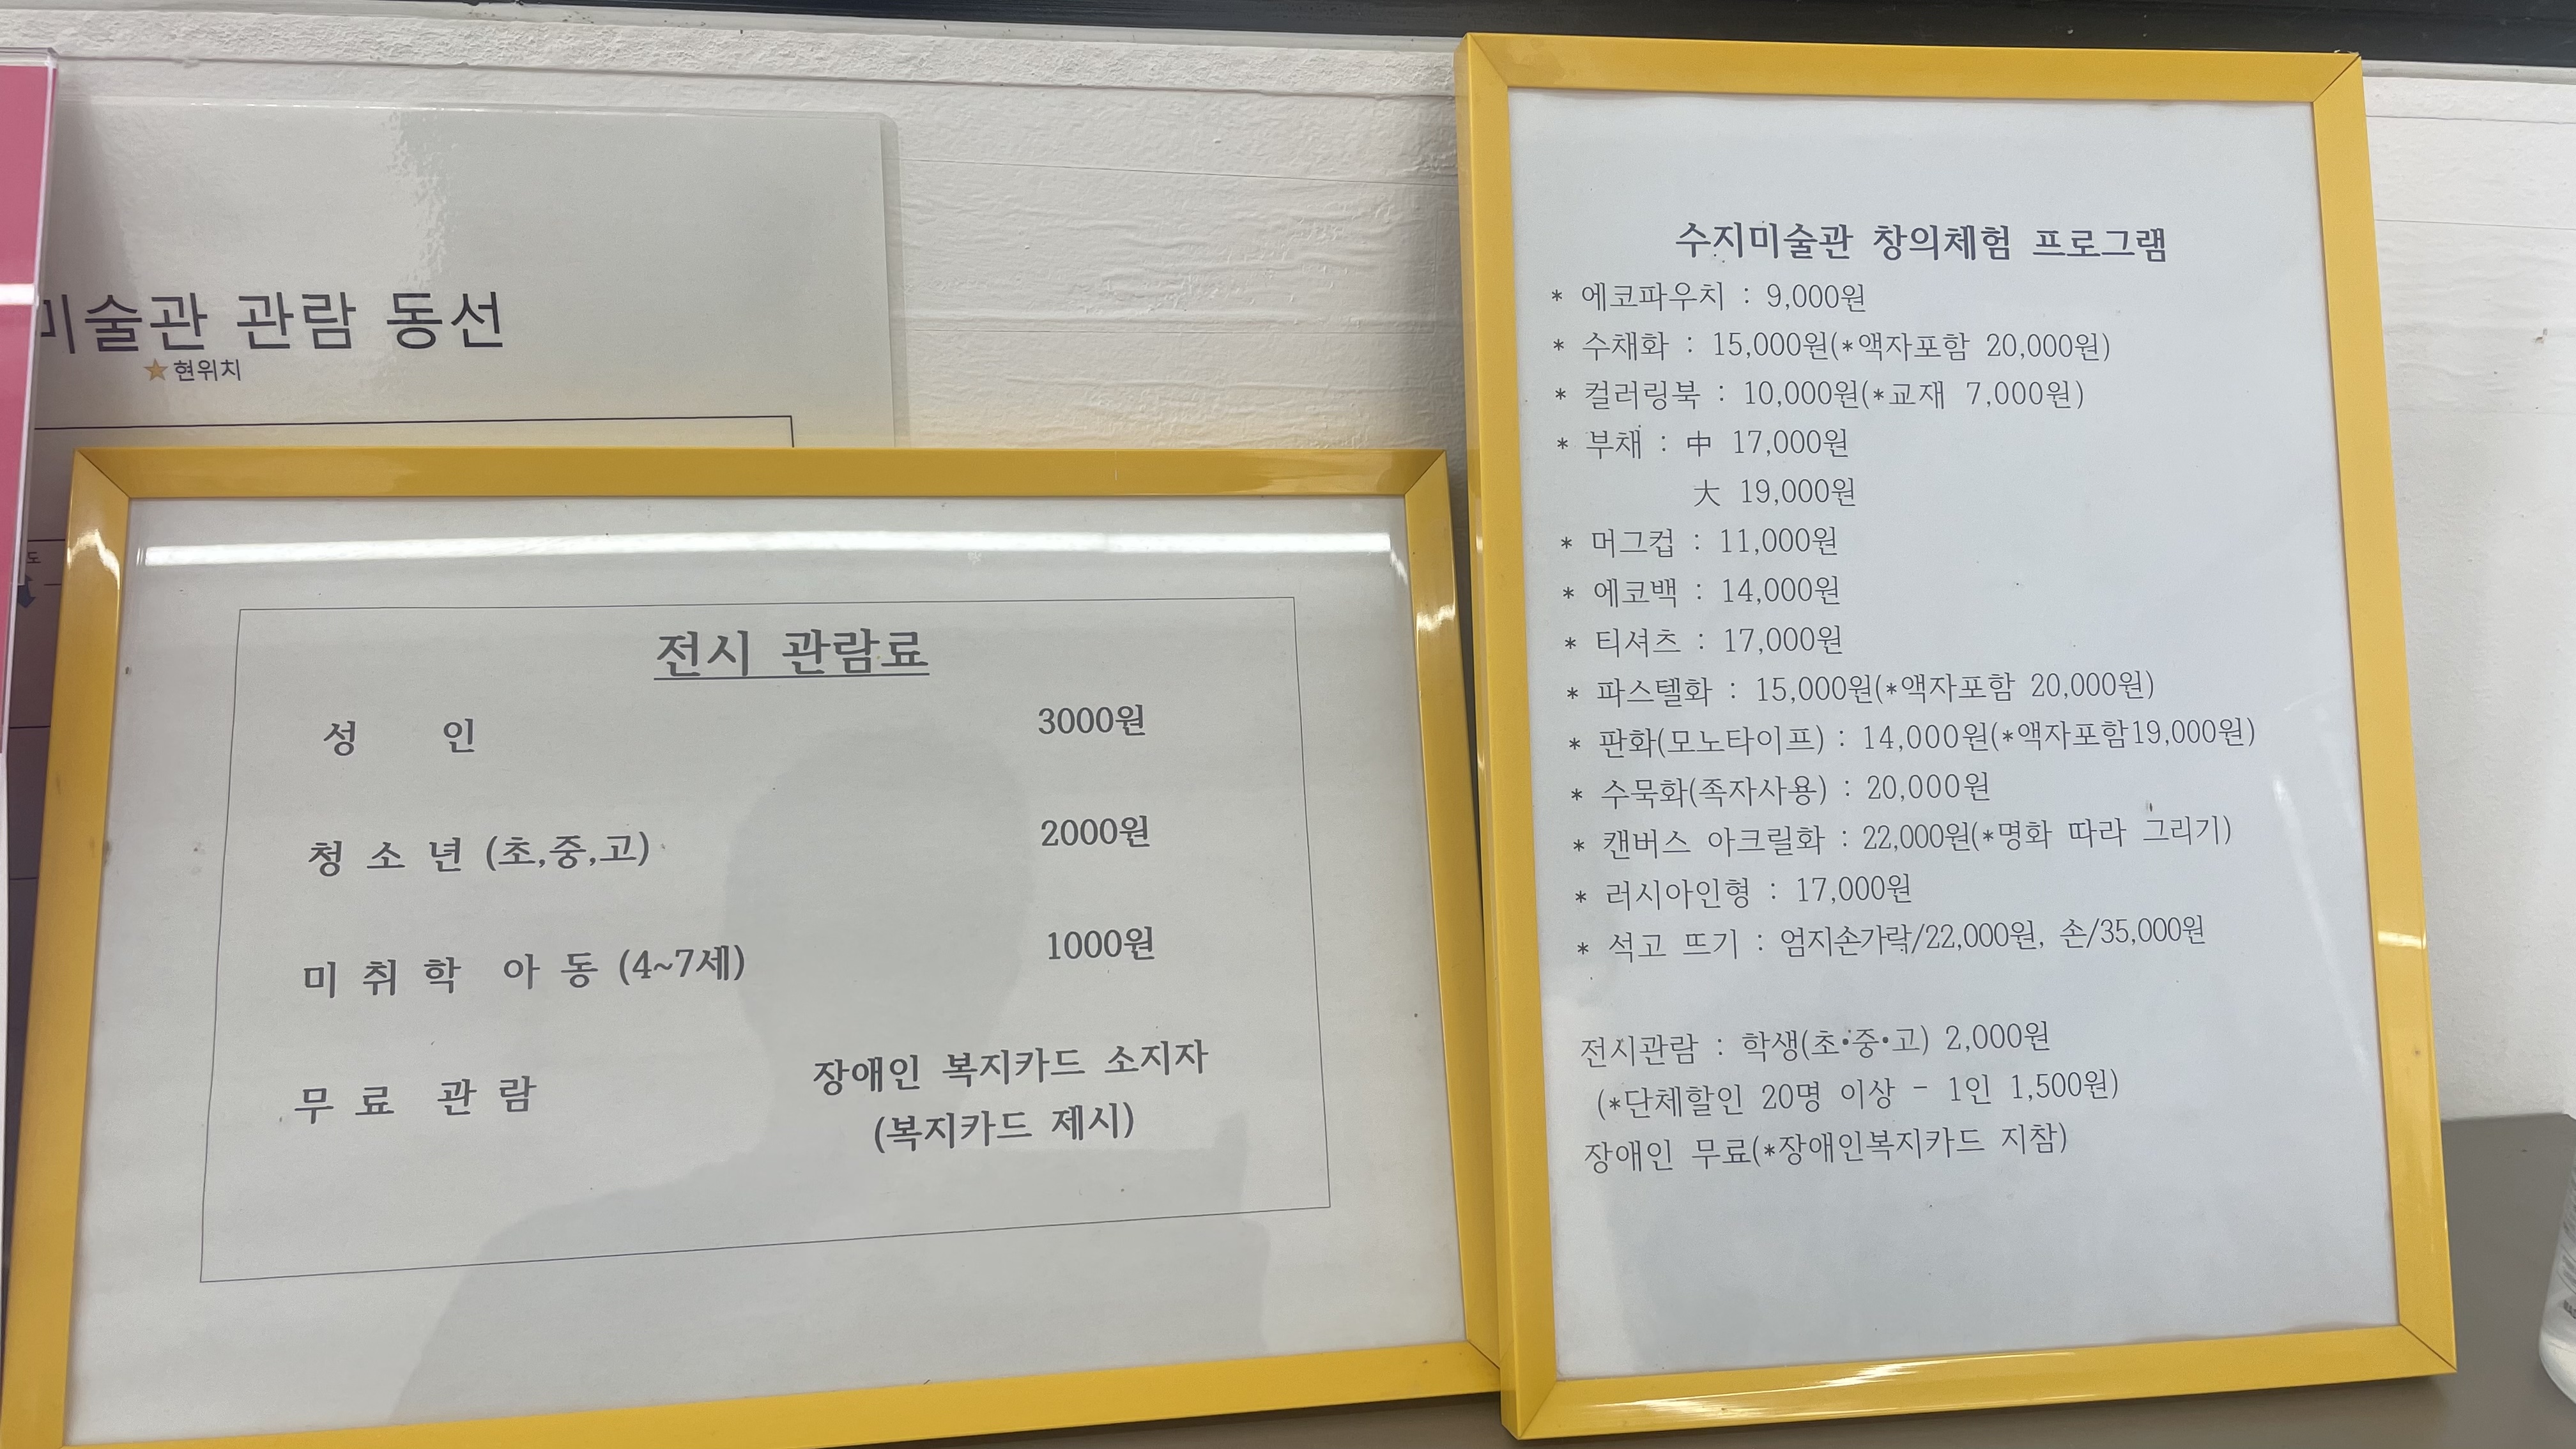 미술관 관람 동선
★현위치
도
전시 관람료
성 인 3000원
청 소 년 (초,중,고) 2000원
미 취 학 아 동 (4~7세) 1000원
무 료 관 람 장애인 복지카드 소지자
(복지카드 제시)
수지미술관 창의체험 프로그램
* 에코파우치 : 9,000원
* 수채화 : 15,000원(*액자포함 20,000원)
* 컬러링북 : 10,000원(*교재 7,000원)
* 부채 : 中 17,000원
大 19,000원
* 머그컵 : 11,000원
* 에코백 : 14,000원
* 티셔츠 : 17,000원
* 파스텔화 : 15,000원(*액자포함 20,000원)
* 판화(모노타이프) : 14,000원(*액자포함19,000원)
* 수묵화(족자사용) : 20,000원
* 캔버스 아크릴화 : 22,000원(*명화 따라 그리기)
* 러시아인형 : 17,000원
* 석고 뜨기 : 엄지손가락/22,000원, 손/35,000원
전시관람 : 학생(초•중•고) 2,000원
(*단체할인 20명 이상 - 1인 1,500원)
장애인 무료(*장애인복지카드 지참)